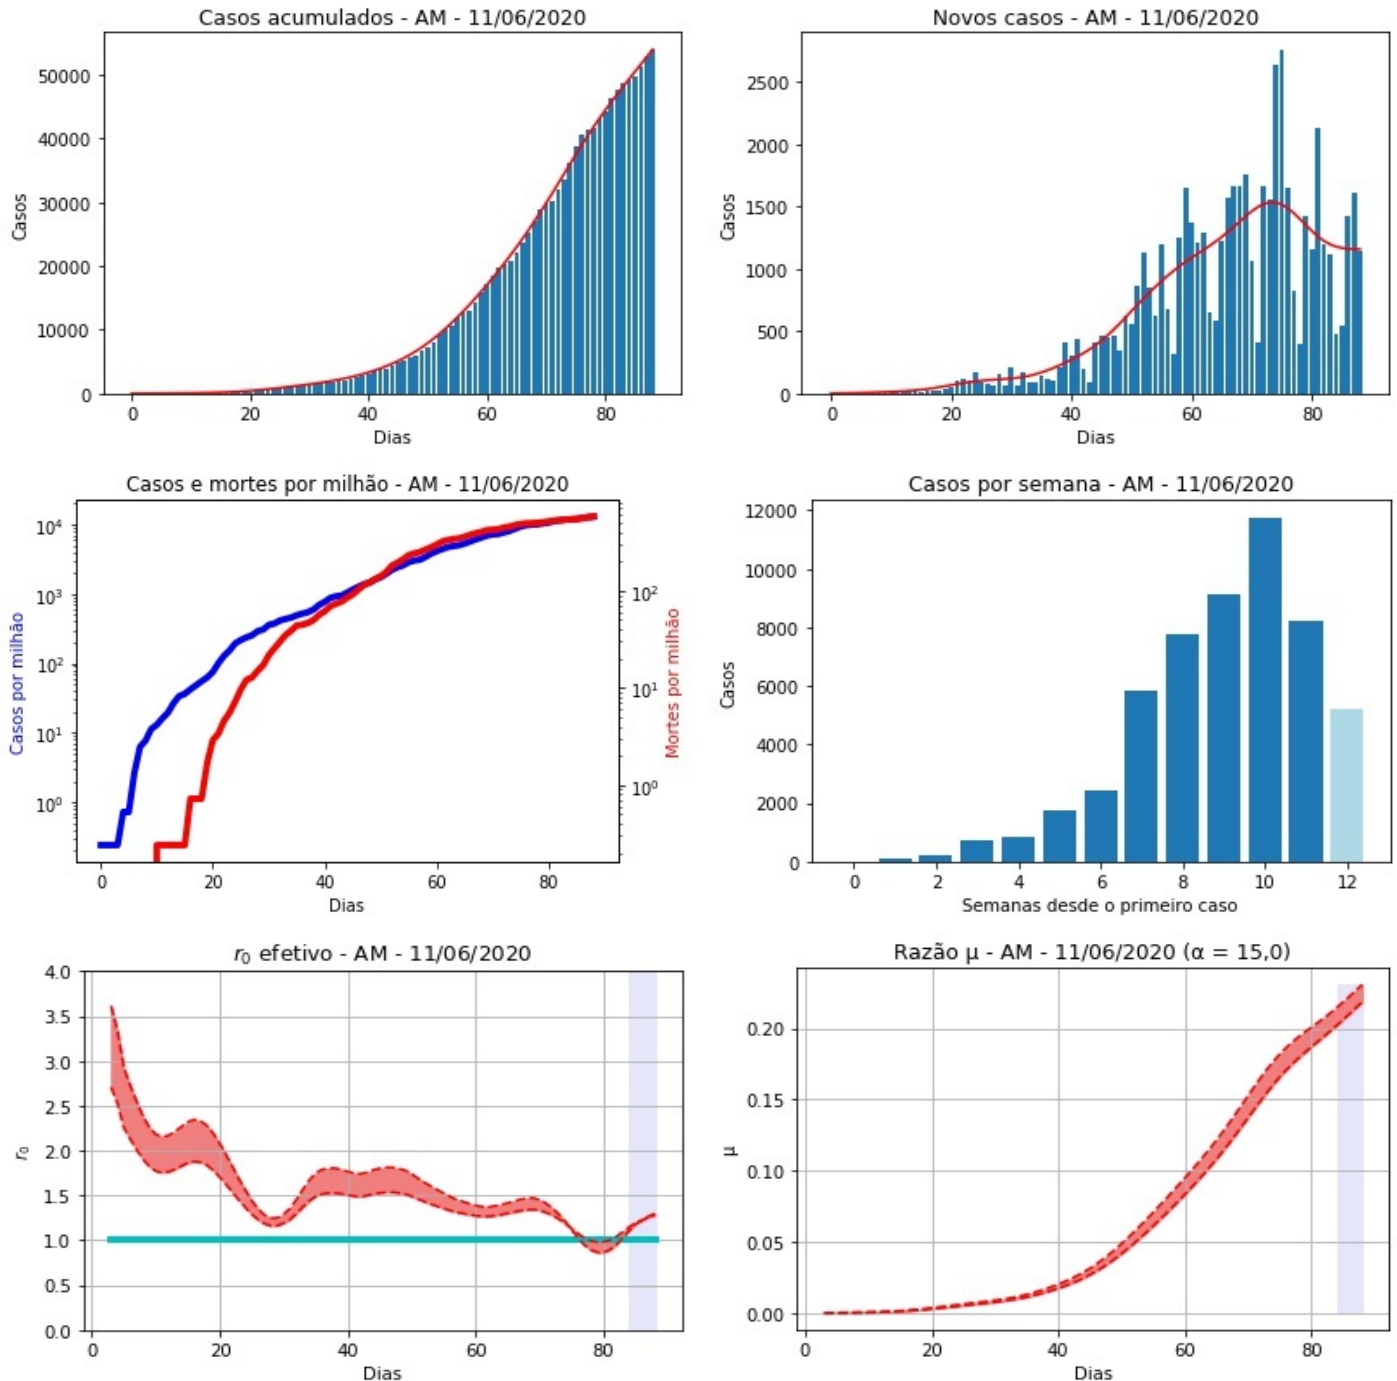 Casos acumulados - AM - 11/06/2020
Casos
50000
40000
30000
20000
10000
0
0 20 40 60 80
Dias
Novos casos - AM - 11/06/2020
Casos
2500
2000
1500
1000
500
0
0 20 40 60 80
Dias
Casos e mortes por milhão - AM - 11/06/2020
Casos por milhão
10⁴
10³
10²
10¹
10⁰
10²
10¹
10⁰
Mortes por milhão
0 20 40 60 80
Dias
Casos por semana - AM - 11/06/2020
Casos
12000
10000
8000
6000
4000
2000
0
0 2 4 6 8 10 12
Semanas desde o primeiro caso
r₀ efetivo - AM - 11/06/2020
r₀
4.0
3.5
3.0
2.5
2.0
1.5
1.0
0.5
0.0
0 20 40 60 80
Dias
Razão μ - AM - 11/06/2020 (α = 15,0)
μ
0.20
0.15
0.10
0.05
0.00
0 20 40 60 80
Dias